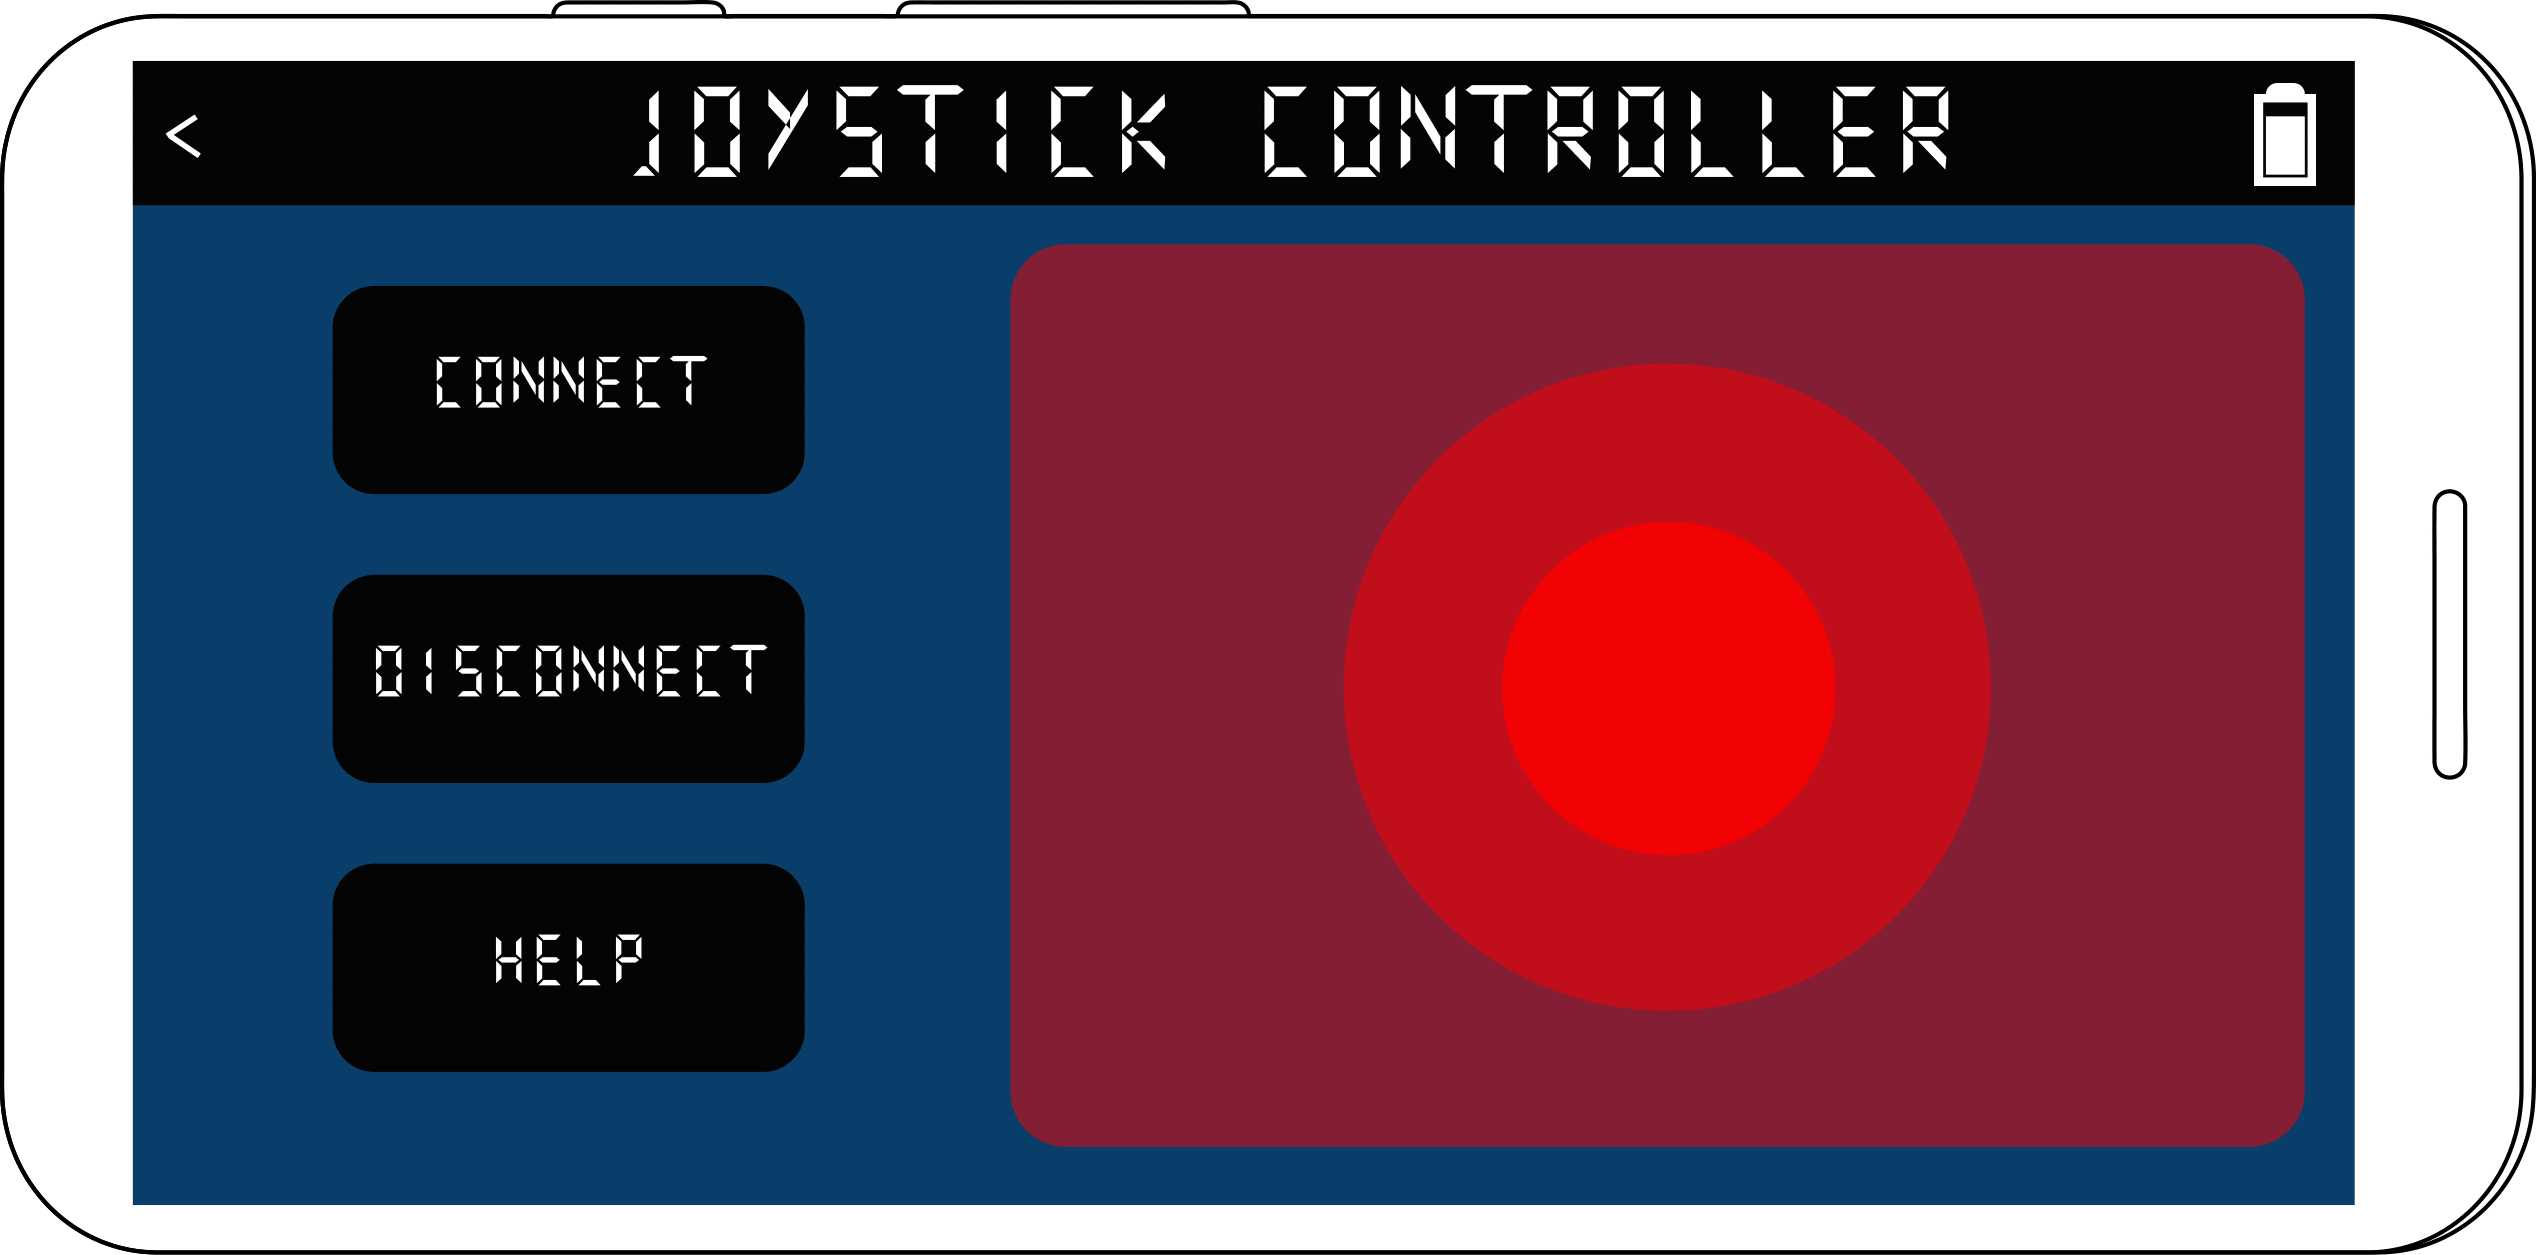 < JOYSTICK CONTROLLER
CONNECT
DISCONNECT
HELP